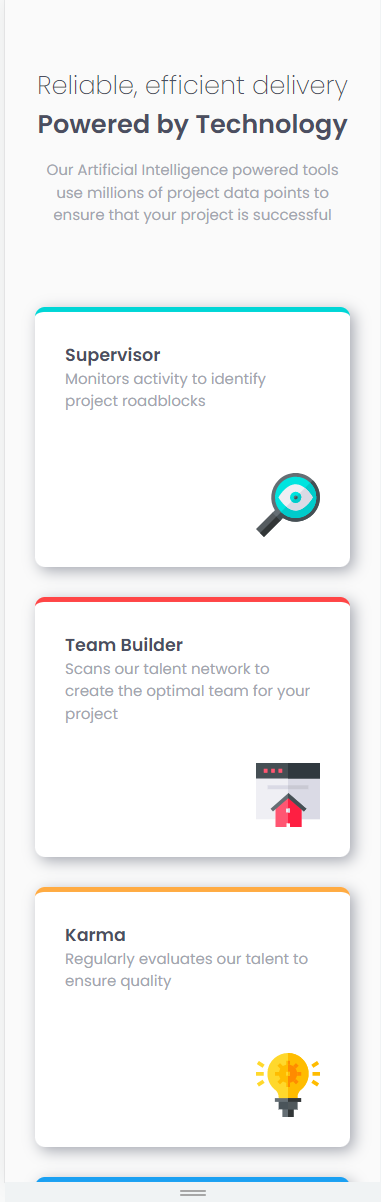 Reliable, efficient delivery
Powered by Technology
Our Artificial Intelligence powered tools
use millions of project data points to
ensure that your project is successful
Supervisor
Monitors activity to identify
project roadblocks
Team Builder
Scans our talent network to
create the optimal team for your
project
Karma
Regularly evaluates our talent to
ensure quality